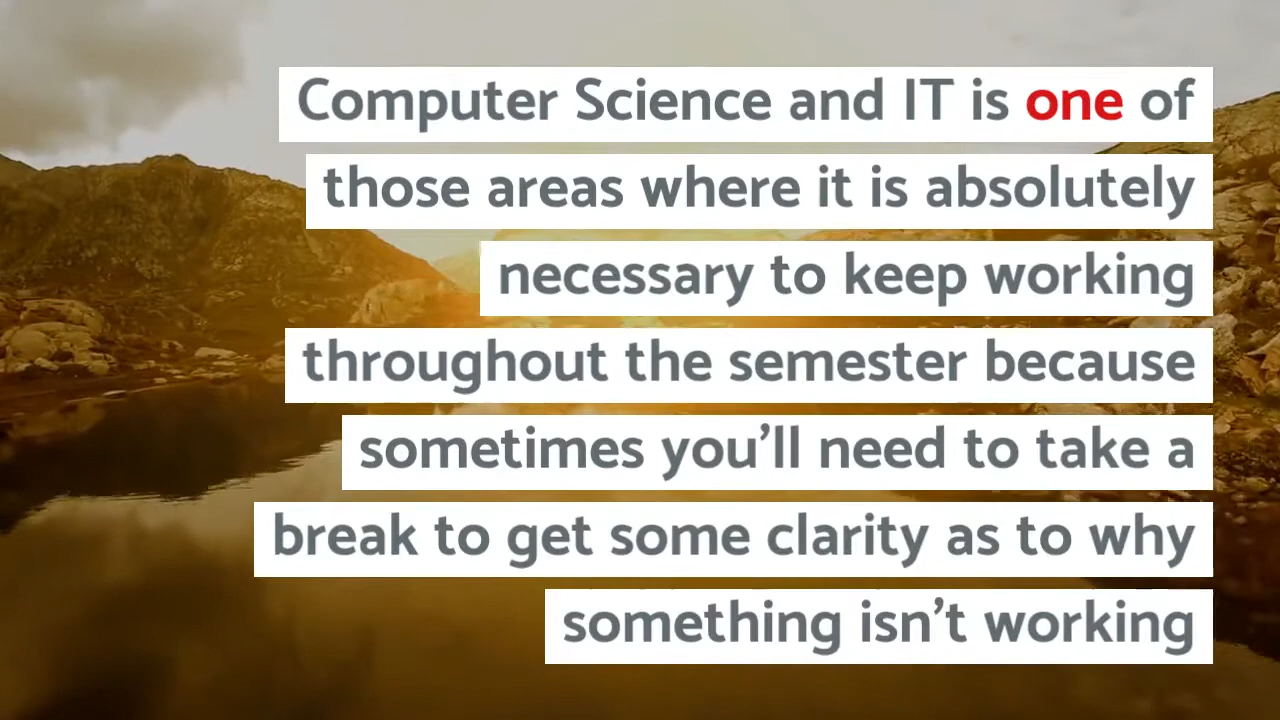 Computer Science and IT is one of
those areas where it is absolutely
necessary to keep working
throughout the semester because
sometimes you’ll need to take a
break to get some clarity as to why
something isn’t working